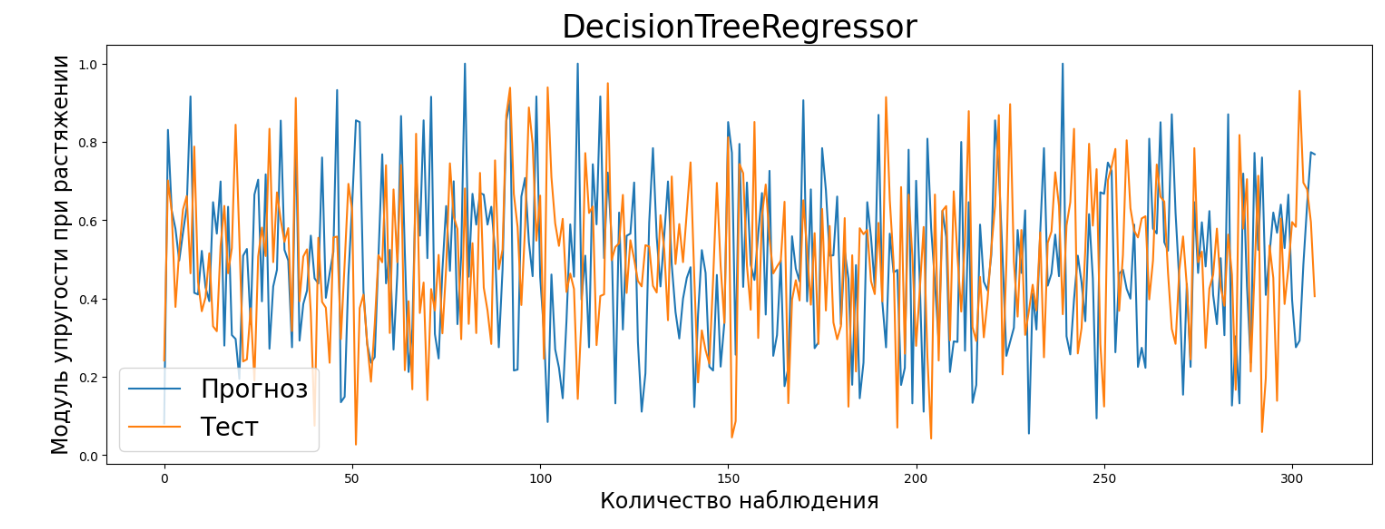 DecisionTreeRegressor
Модуль упругости при растяжении
1.0
0.8
0.6
0.4
0.2
0.0
Прогноз
Тест
0 50 100 150 200 250 300
Количество наблюдения